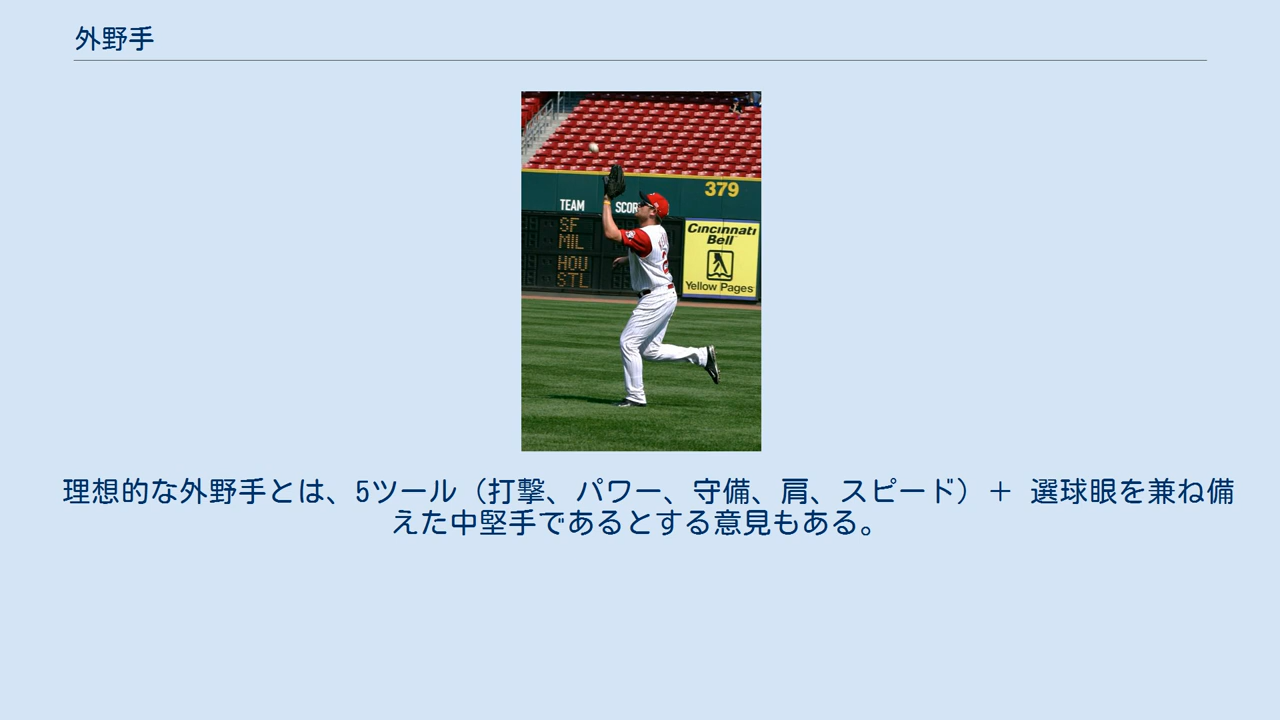 外野手
379
TEAM
SCOR
SF
MIL
HOU
STL
Cincinnati
Bell
Yellow Pages
理想的な外野手とは、5ツール（打撃、パワー、守備、肩、スピード）＋ 選球眼を兼ね備
えた中堅手であるとする意見もある。